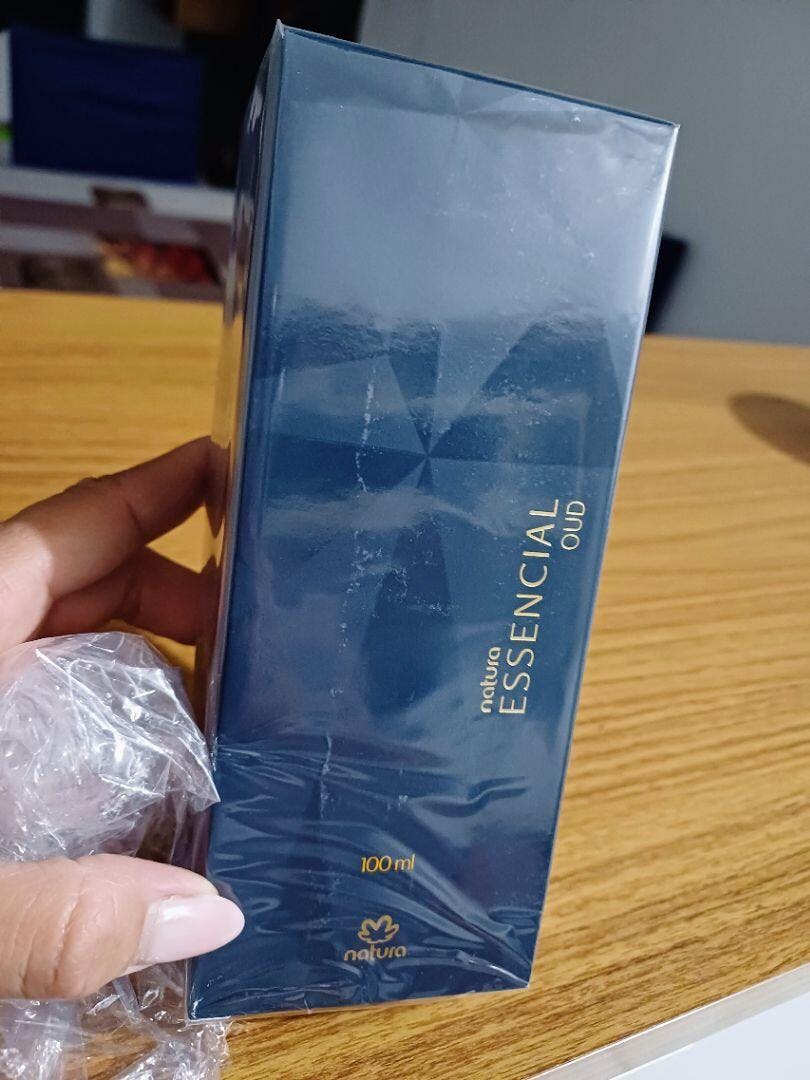 natura
ESSENCIAL
OUD
100 ml
natura